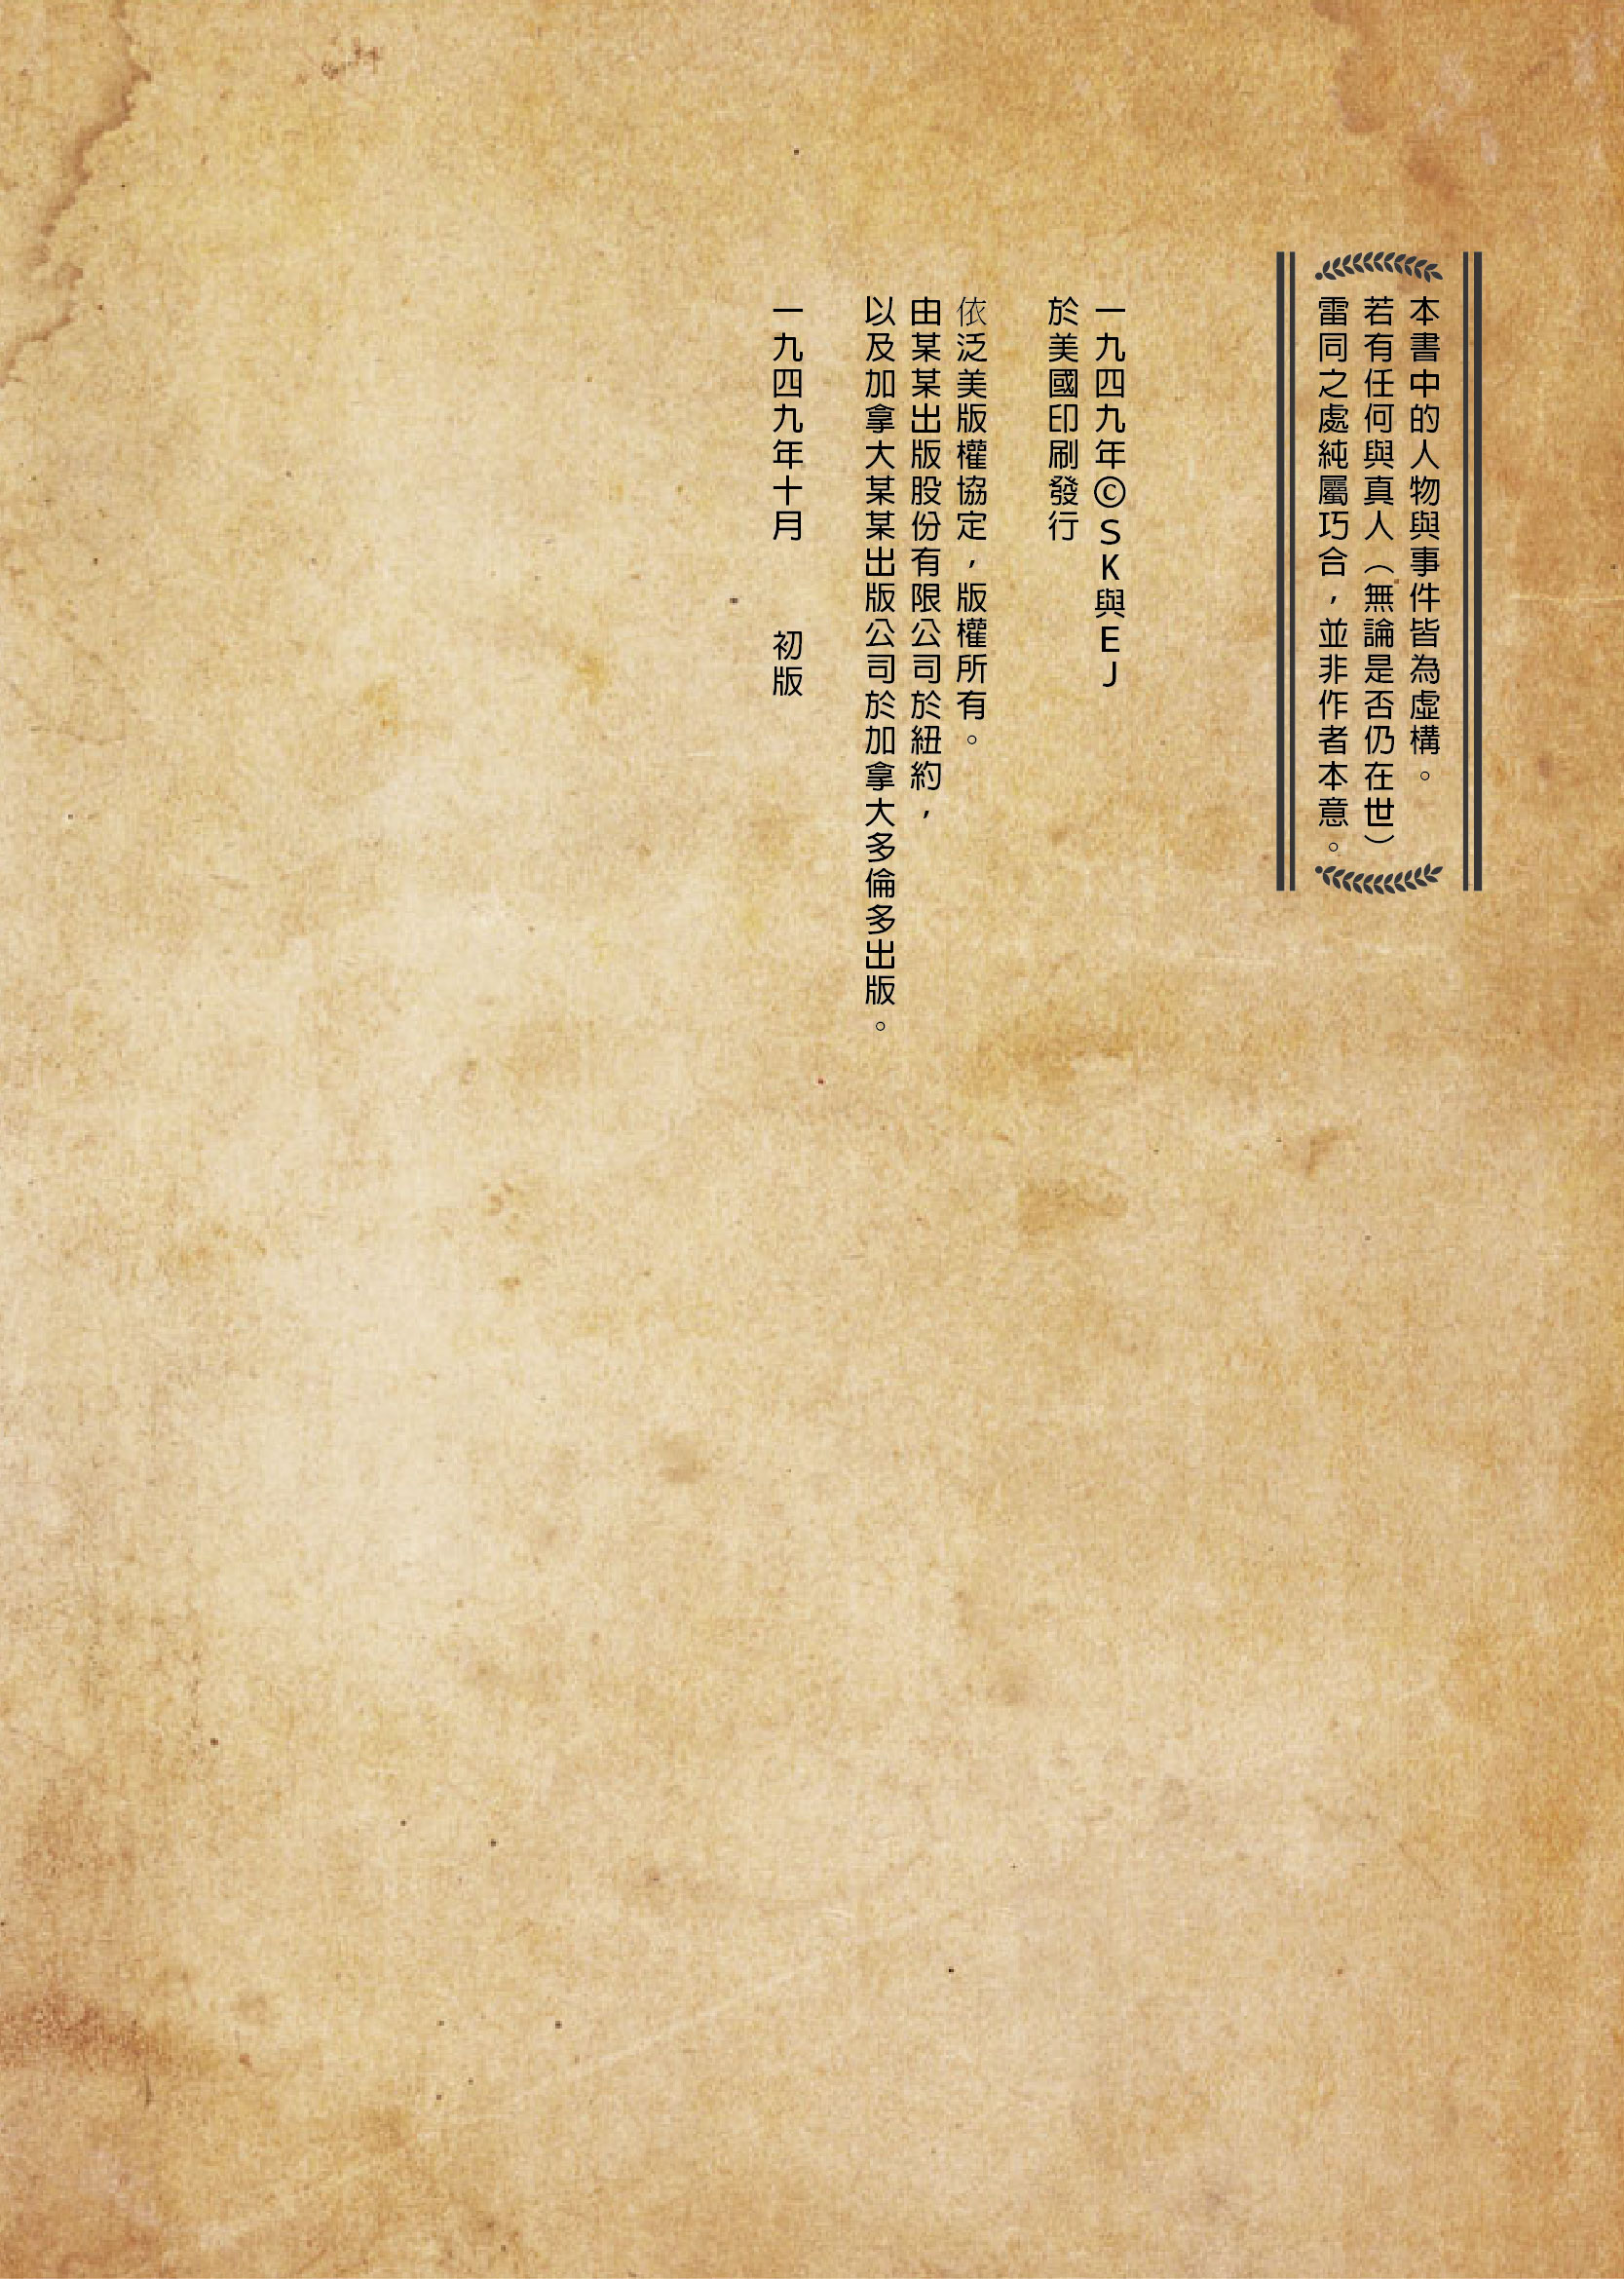 本書中的人物與事件皆為虛構。
若有任何與真人（無論是否仍在世）
雷同之處純屬巧合，並非作者本意。
一九四九年©SK與EJ
於美國印刷發行
依泛美版權協定，版權所有。
由某某出版股份有限公司於紐約，
以及加拿大某某出版公司於加拿大多倫多出版。
一九四九年十月　　初版